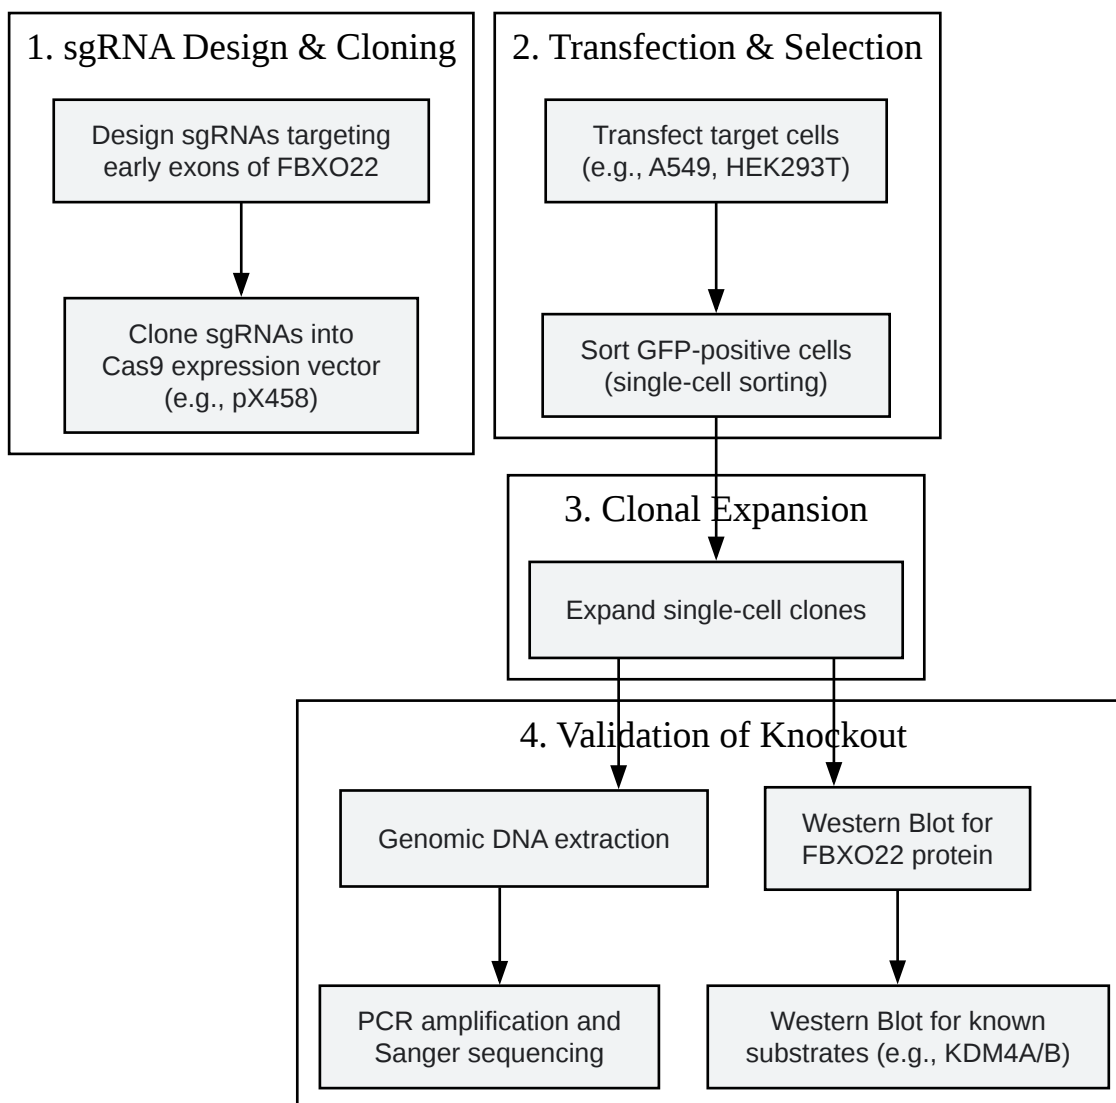 1. sgRNA Design & Cloning
Design sgRNAs targeting
early exons of FBXO22
Clone sgRNAs into
Cas9 expression vector
(e.g., pX458)
2. Transfection & Selection
Transfect target cells
(e.g., A549, HEK293T)
Sort GFP-positive cells
(single-cell sorting)
3. Clonal Expansion
Expand single-cell clones
4. Validation of Knockout
Genomic DNA extraction
PCR amplification and
Sanger sequencing
Western Blot for
FBXO22 protein
Western Blot for known
substrates (e.g., KDM4A/B)